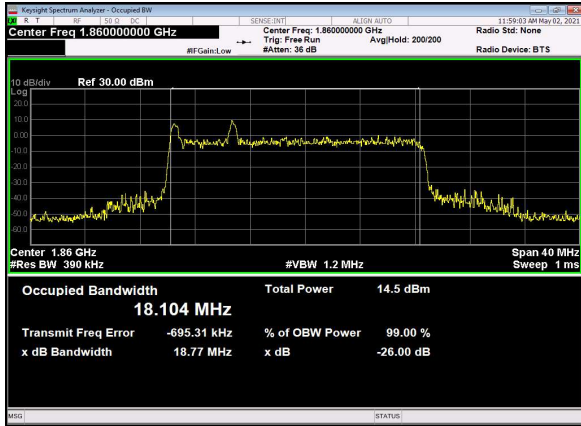 Keysight Spectrum Analyzer - Occupied BW
R T RF 50 Ω DC SENSE:INT ALIGN AUTO 11:59:03 AM May 02, 2021
Center Freq 1.860000000 GHz Center Freq: 1.860000000 GHz Radio Std: None
Trig: Free Run Avg|Hold: 200/200
#IFGain:Low #Atten: 36 dB Radio Device: BTS
10 dB/div Ref 30.00 dBm
Log
20.0
10.0
0.00
-10.0
-20.0
-30.0
-40.0
-50.0
-60.0
Center 1.86 GHz Span 40 MHz
#Res BW 390 kHz #VBW 1.2 MHz Sweep 1 ms
Occupied Bandwidth Total Power 14.5 dBm
18.104 MHz
Transmit Freq Error -695.31 kHz % of OBW Power 99.00 %
x dB Bandwidth 18.77 MHz x dB -26.00 dB
MSG STATUS